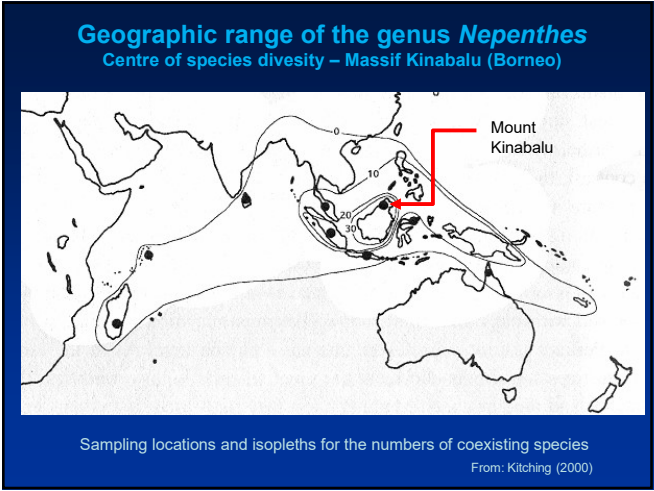 Geographic range of the genus Nepenthes
Centre of species divesity – Massif Kinabalu (Borneo)
Mount
Kinabalu
0
10
20
30
Sampling locations and isopleths for the numbers of coexisting species
From: Kitching (2000)